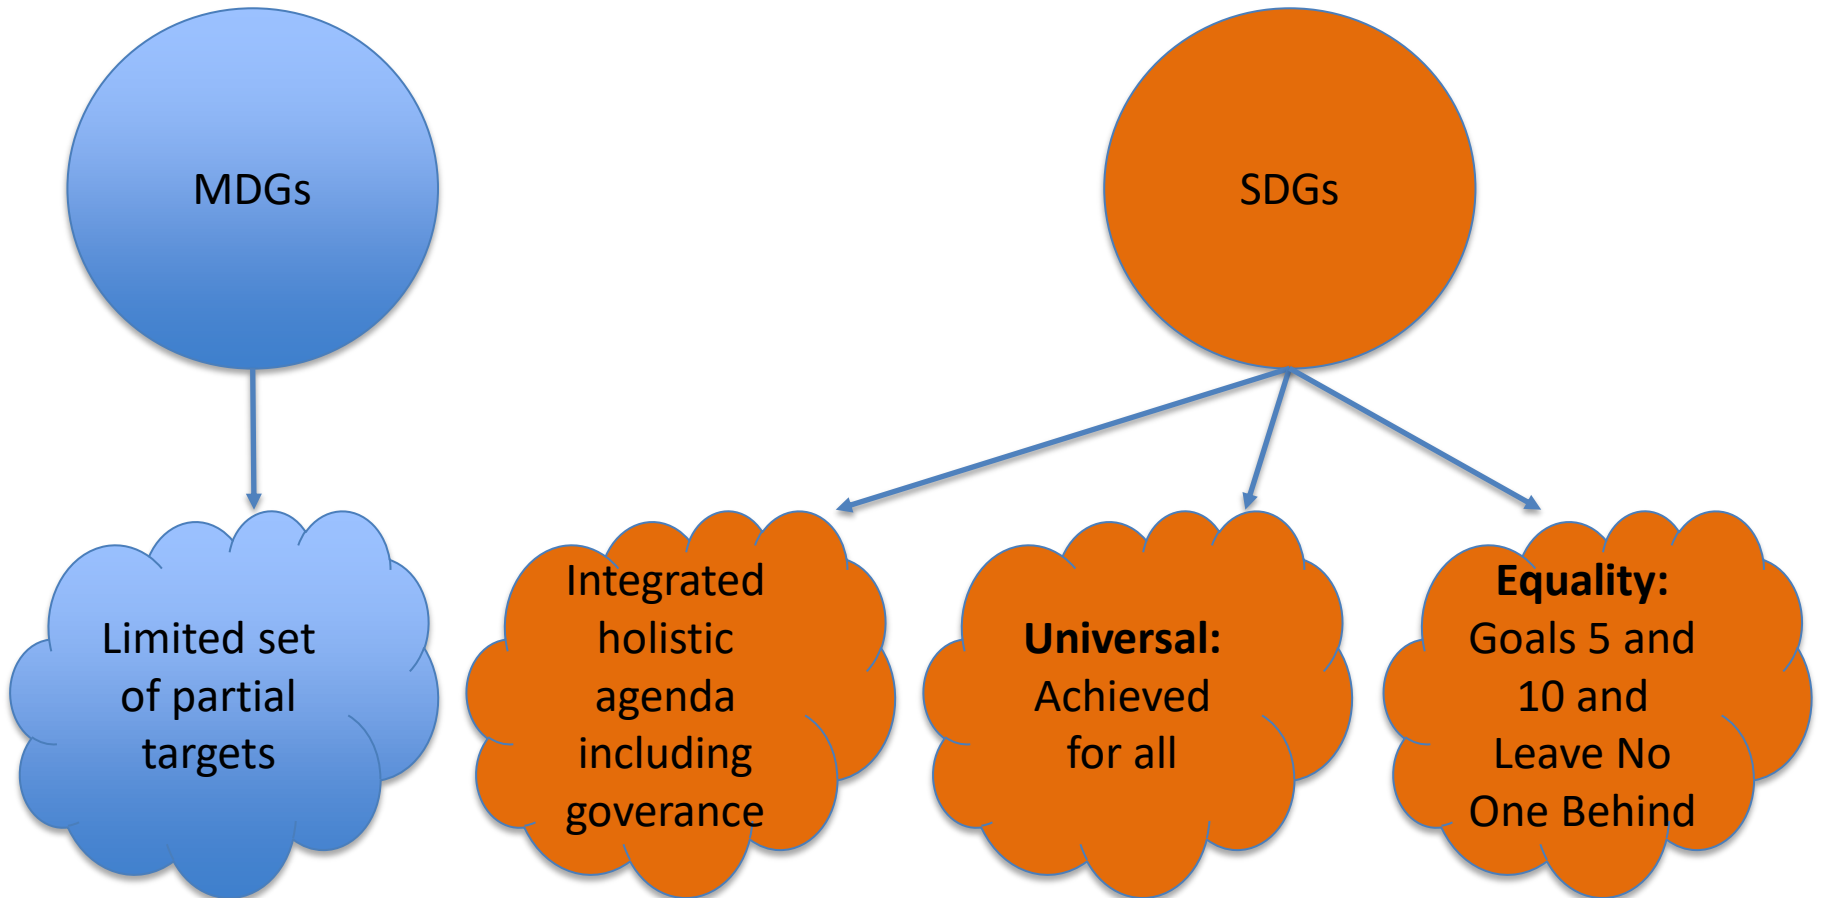 MDGs
SDGs
Limited set
of partial
targets
Integrated
holistic
agenda
including
goverance
Universal:
Achieved
for all
Equality:
Goals 5 and
10 and
Leave No
One Behind